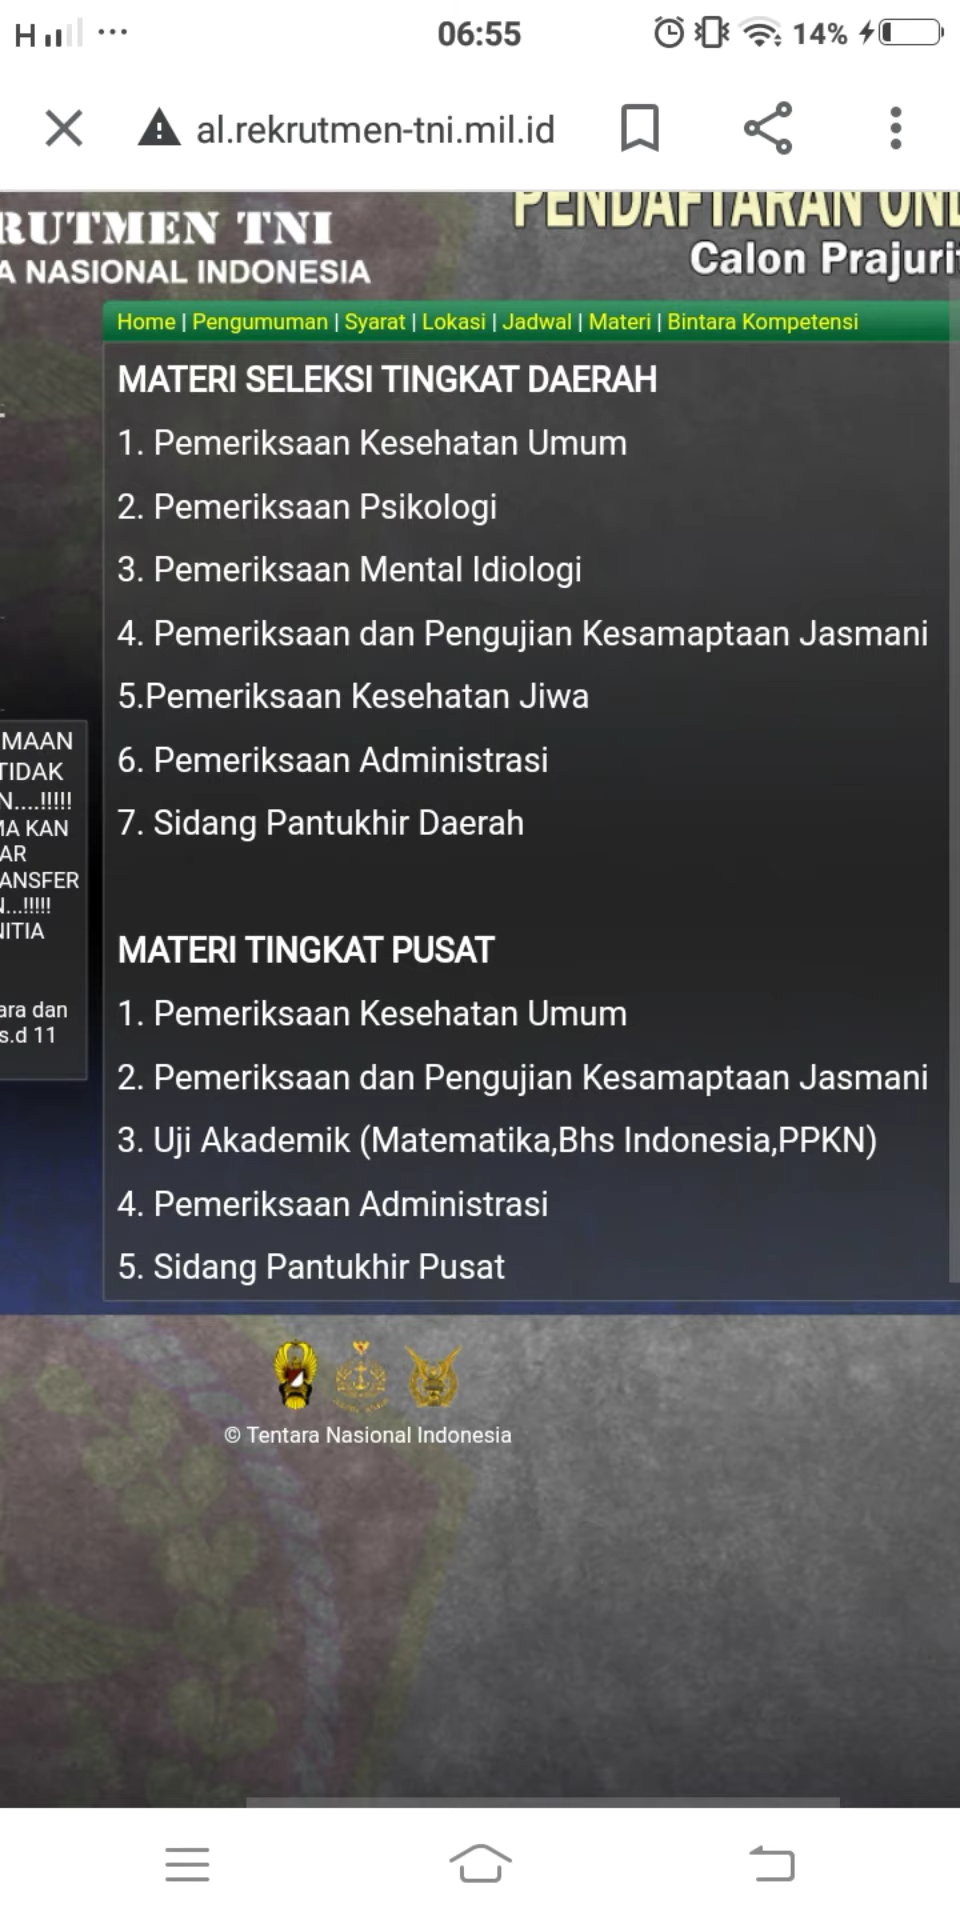 H ... 06:55 14%
al.rekrutmen-tni.mil.id
RUTMEN TNI
A NASIONAL INDONESIA
PENDAFTARAN ONL
Calon Prajurit
Home | Pengumuman | Syarat | Lokasi | Jadwal | Materi | Bintara Kompetensi
MATERI SELEKSI TINGKAT DAERAH
1. Pemeriksaan Kesehatan Umum
2. Pemeriksaan Psikologi
3. Pemeriksaan Mental Idiologi
4. Pemeriksaan dan Pengujian Kesamaptaan Jasmani
5.Pemeriksaan Kesehatan Jiwa
6. Pemeriksaan Administrasi
7. Sidang Pantukhir Daerah
MATERI TINGKAT PUSAT
1. Pemeriksaan Kesehatan Umum
2. Pemeriksaan dan Pengujian Kesamaptaan Jasmani
3. Uji Akademik (Matematika,Bhs Indonesia,PPKN)
4. Pemeriksaan Administrasi
5. Sidang Pantukhir Pusat
MAAN
TIDAK
N....!!!!!
MA KAN
AR
ANSFER
N...!!!!!
NITIA
ara dan
s.d 11
© Tentara Nasional Indonesia